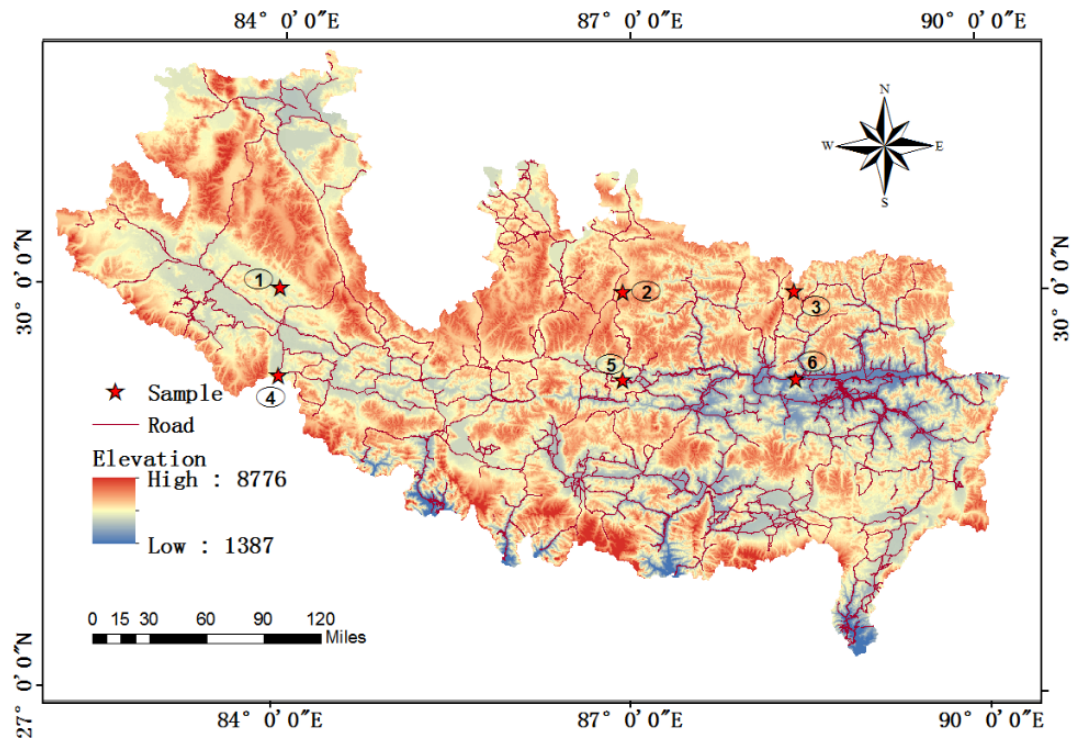 84° 0′0″E
87° 0′0″E
90° 0′0″E
N
W
E
S
30° 0′0″N
30° 0′0″N
1
2
3
5
6
4
Sample
Road
Elevation
High : 8776
Low : 1387
0 15 30 60 90 120
Miles
27° 0′0″N
84° 0′0″E
87° 0′0″E
90° 0′0″E